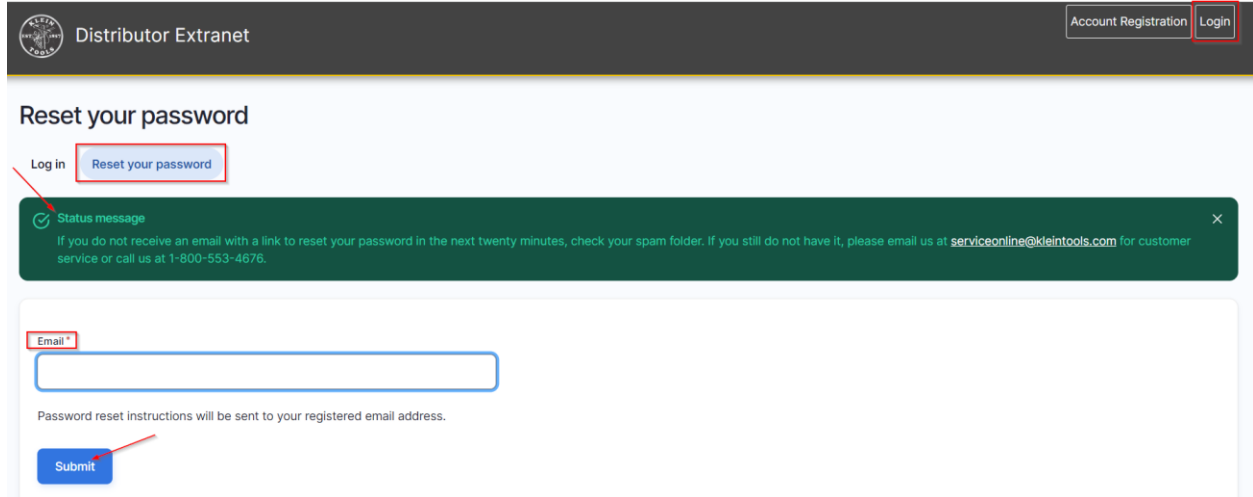 KLEIN
TOOLS
Distributor Extranet
Account Registration
Login
Reset your password
Log in
Reset your password
Status message
If you do not receive an email with a link to reset your password in the next twenty minutes, check your spam folder. If you still do not have it, please email us at serviceonline@kleintools.com for customer
service or call us at 1-800-553-4676.
Email *
Password reset instructions will be sent to your registered email address.
Submit